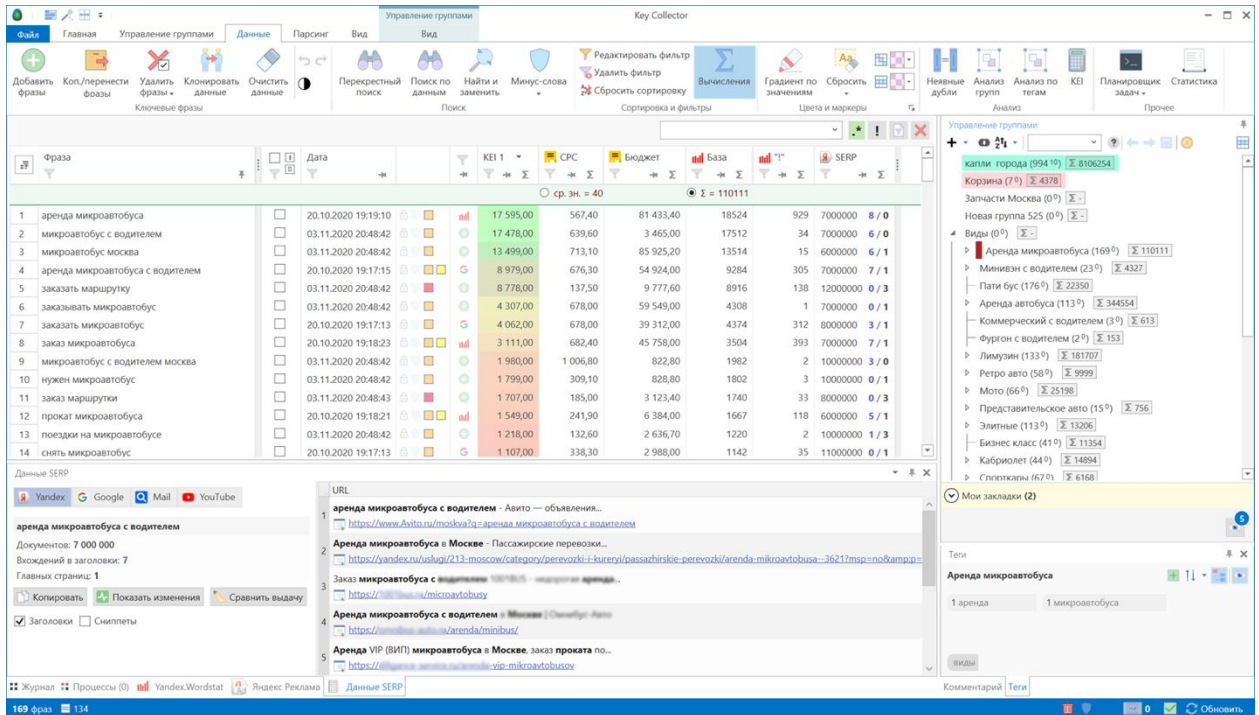 Управление группами
Key Collector
Файл Главная Управление группами Данные Парсинг Вид Вид
Добавить фразы
Коп./перенести фразы
Удалить фразы
Клонировать данные
Очистить данные
Ключевые фразы
Перекрестный поиск
Поиск по данным
Найти и заменить
Минус-слова
Поиск
Редактировать фильтр
Удалить фильтр
Сбросить сортировку
Вычисления
Сортировка и фильтры
Градиент по значениям
Сбросить
Цвета и маркеры
Неявные дубли
Анализ групп
Анализ по тегам
KEI
Анализ
Планировщик задач
Статистика
Прочее
Фраза Дата KEI 1 CPC Бюджет База "!" SERP
ср. зн. = 40 Σ = 110111
1 аренда микроавтобуса 20.10.2020 19:19:10 17 595,00 567,40 81 433,40 18524 929 7000000 8 / 0
2 микроавтобус с водителем 03.11.2020 20:48:42 17 478,00 639,60 3 465,00 17512 34 7000000 6 / 0
3 микроавтобус москва 03.11.2020 20:48:42 13 499,00 713,10 85 925,20 13514 15 6000000 6 / 1
4 аренда микроавтобуса с водителем 20.10.2020 19:17:15 8 979,00 676,30 54 924,00 9284 305 7000000 7 / 1
5 заказать маршрутку 03.11.2020 20:48:42 8 778,00 137,50 9 777,60 8916 138 12000000 0 / 3
6 заказывать микроавтобус 03.11.2020 20:48:42 4 307,00 678,00 59 549,00 4308 1 7000000 0 / 1
7 заказать микроавтобус 20.10.2020 19:17:13 4 062,00 678,00 39 312,00 4374 312 8000000 3 / 1
8 заказ микроавтобуса 20.10.2020 19:18:23 3 111,00 682,40 45 758,00 3504 393 7000000 7 / 1
9 микроавтобус с водителем москва 03.11.2020 20:48:42 1 980,00 1 006,80 822,80 1982 2 10000000 3 / 0
10 нужен микроавтобус 03.11.2020 20:48:42 1 799,00 309,10 828,80 1802 3 10000000 0 / 1
11 заказ маршрутки 03.11.2020 20:48:43 1 707,00 185,00 3 123,40 1740 33 8000000 0 / 3
12 прокат микроавтобуса 20.10.2020 19:18:21 1 549,00 241,90 6 384,00 1667 118 6000000 5 / 1
13 поездки на микроавтобусе 03.11.2020 20:48:42 1 218,00 132,60 2 636,70 1220 2 10000000 1 / 3
14 снять микроавтобус 20.10.2020 19:17:13 1 107,00 338,30 2 988,00 1142 35 11000000 0 / 1
Управление группами
капли города (994 10) Σ 8106254
Корзина (7 0) Σ 4378
Запчасти Москва (0 0) Σ -
Новая группа 525 (0 0) Σ -
Виды (0 0) Σ -
Аренда микроавтобуса (169 0) Σ 110111
Минивэн с водителем (23 0) Σ 4327
Пати бус (176 0) Σ 22350
Аренда автобуса (113 0) Σ 344554
Коммерческий с водителем (3 0) Σ 613
Фургон с водителем (2 0) Σ 153
Лимузин (133 0) Σ 181707
Ретро авто (58 0) Σ 9999
Мото (66 0) Σ 25198
Представительское авто (15 0) Σ 756
Элитные (113 0) Σ 13206
Бизнес класс (41 0) Σ 11354
Кабриолет (44 0) Σ 14894
Спорткары (67 0) Σ 6168
Мои закладки (2)
5
Теги
Аренда микроавтобуса
1 аренда 1 микроавтобуса
виды
Комментарий Теги
Данные SERP
Yandex Google Mail YouTube
аренда микроавтобуса с водителем
Документов: 7 000 000
Вхождений в заголовки: 7
Главных страниц: 1
Копировать Показать изменения Сравнить выдачу
Заголовки Сниппеты
URL
1 аренда микроавтобуса с водителем - Авито — объявления...
https://www.Avito.ru/moskva?q=аренда микроавтобуса с водителем
2 Аренда микроавтобуса в Москве - Пассажирские перевозки...
https://yandex.ru/uslugi/213-moscow/category/perevozki-i-kureryi/passazhirskie-perevozki/arenda-mikroavtobusa--3621?msp=no&amp;p=
3 Заказ микроавтобуса с
https:// /microavtobusy
4 Аренда микроавтобуса с водителем в
https:// /arenda/minibus/
5 Аренда VIP (ВИП) микроавтобуса в Москве, заказ проката по...
https:// -vip-mikroavtobusov
Журнал Процессы (0) Yandex.Wordstat Яндекс Реклама Данные SERP
169 фраз 134 0 Обновить